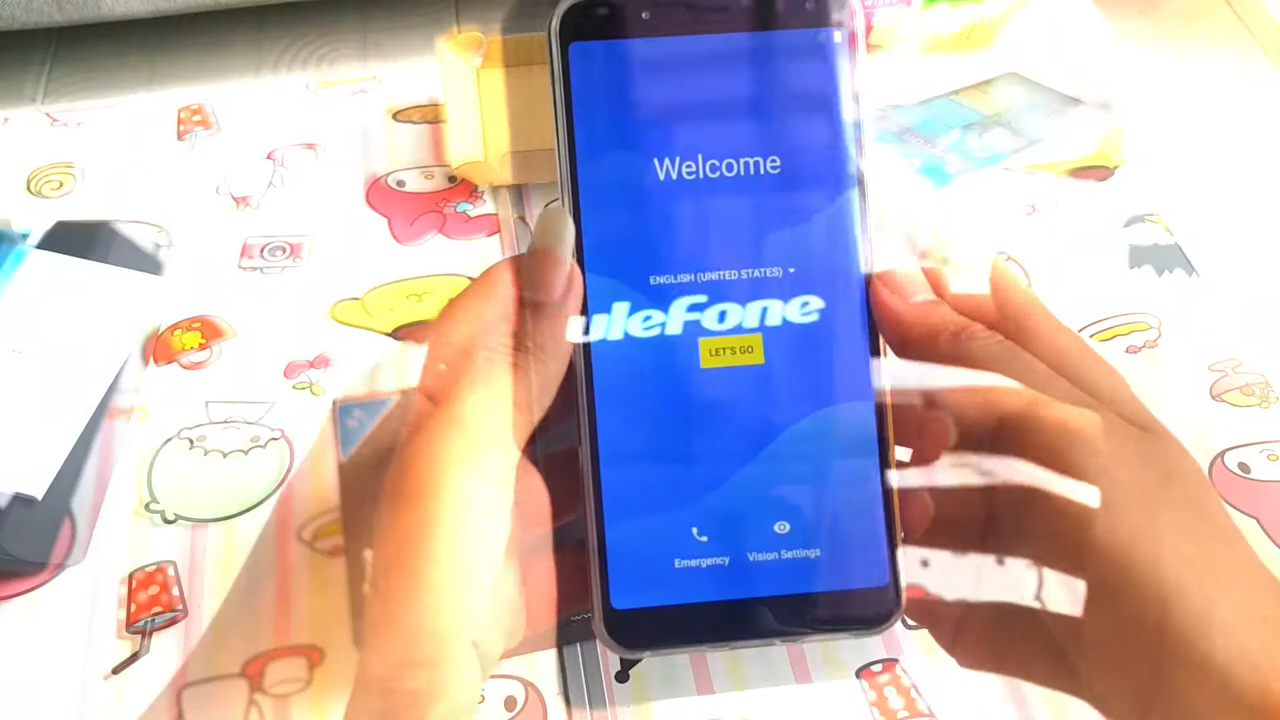 Welcome
ENGLISH (UNITED STATES)
uleFone
LET'S GO
Emergency
Vision Settings